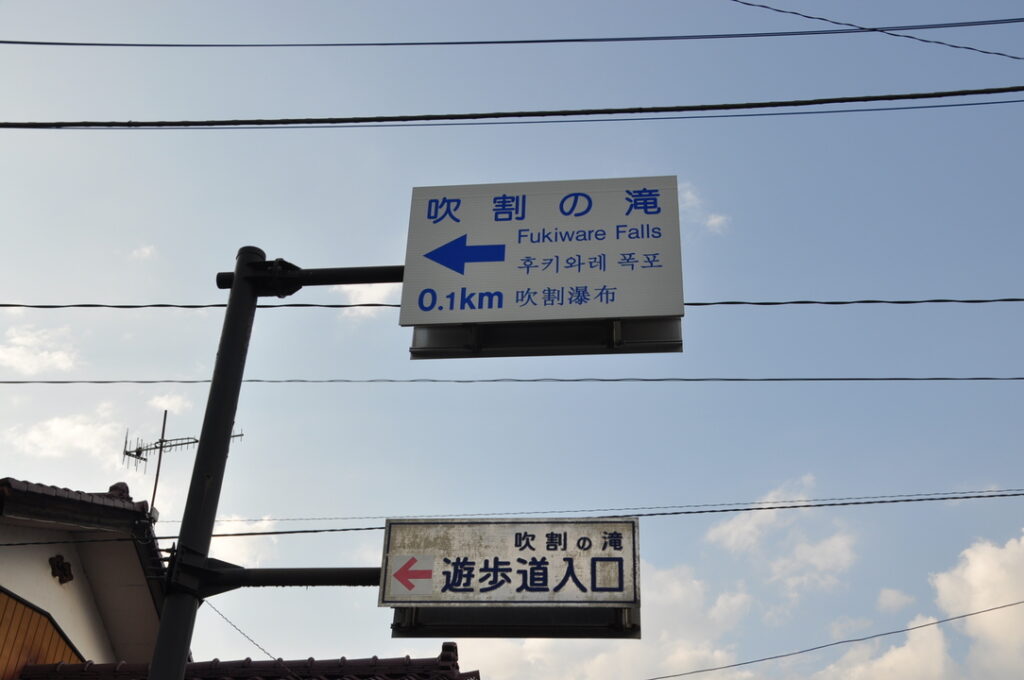 吹割の滝
Fukiware Falls
후키와레 폭포
0.1km 吹割瀑布
吹割の滝
遊歩道入口